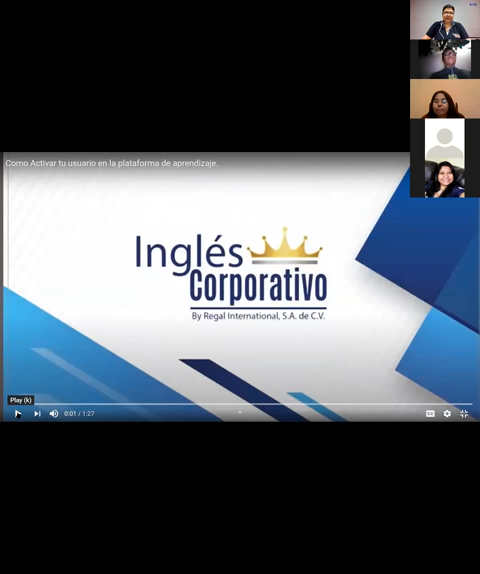 Como Activar tu usuario en la plataforma de aprendizaje.
Inglés
Corporativo
By Regal International, S.A. de C.V.
Play (k)
0:01 / 1:27
CC